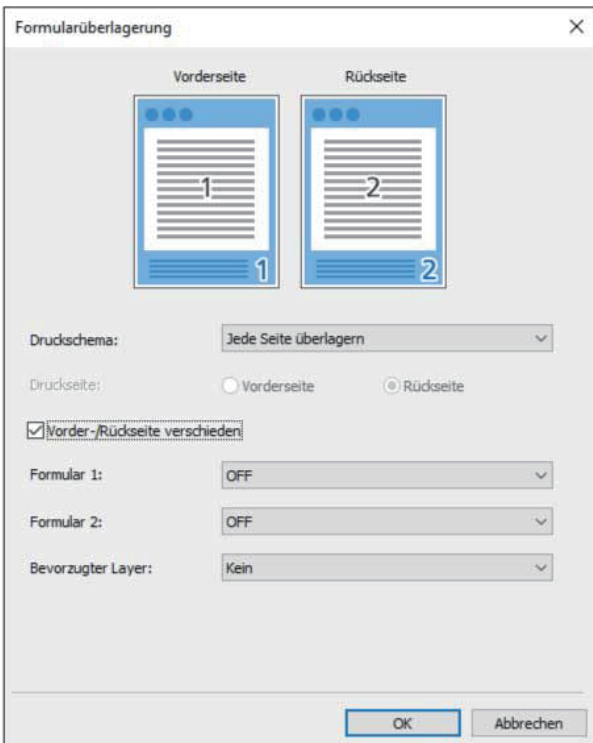 Formularüberlagerung
Vorderseite Rückseite
1 2
1 2
Druckschema: Jede Seite überlagern
Druckseite: Vorderseite Rückseite
Vorder-/Rückseite verschieden
Formular 1: OFF
Formular 2: OFF
Bevorzugter Layer: Kein
OK Abbrechen